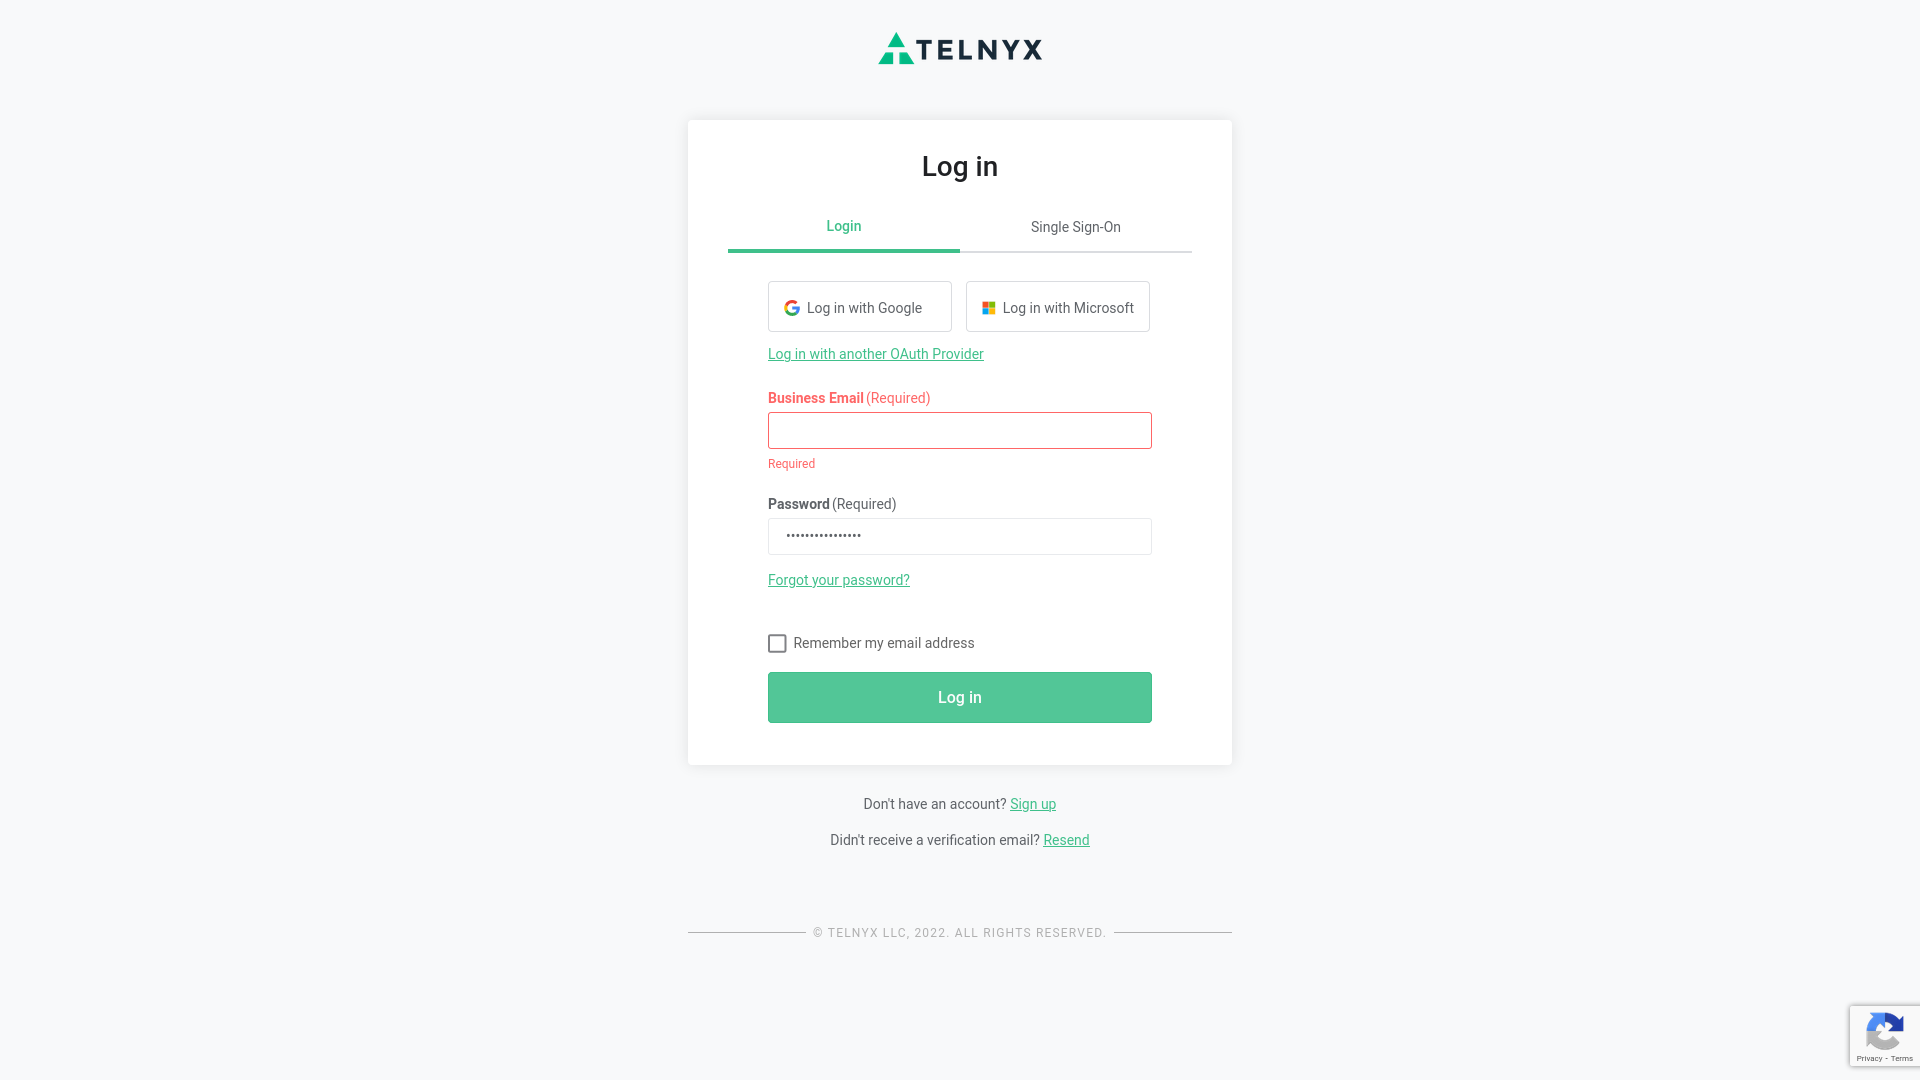 TELNYX
Log in
Login
Single Sign-On
Log in with Google
Log in with Microsoft
Log in with another OAuth Provider
Business Email (Required)
Required
Password (Required)
••••••••••••••••
Forgot your password?
Remember my email address
Log in
Don't have an account? Sign up
Didn't receive a verification email? Resend
© TELNYX LLC, 2022. ALL RIGHTS RESERVED.
Privacy - Terms